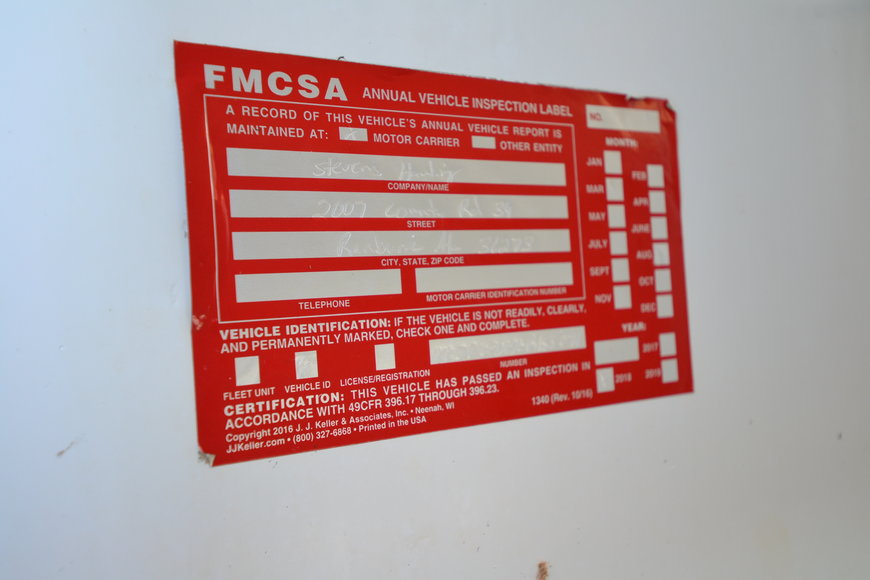 FMCSA ANNUAL VEHICLE INSPECTION LABEL
NO.
A RECORD OF THIS VEHICLE'S ANNUAL VEHICLE REPORT IS
MAINTAINED AT: X MOTOR CARRIER OTHER ENTITY
Stevens
COMPANY/NAME
2007 Rd 39
STREET
CITY, STATE, ZIP CODE
TELEPHONE
MOTOR CARRIER IDENTIFICATION NUMBER
VEHICLE IDENTIFICATION: IF THE VEHICLE IS NOT READILY, CLEARLY,
AND PERMANENTLY MARKED, CHECK ONE AND COMPLETE.
FLEET UNIT VEHICLE ID LICENSE/REGISTRATION NUMBER
CERTIFICATION: THIS VEHICLE HAS PASSED AN INSPECTION IN
ACCORDANCE WITH 49CFR 396.17 THROUGH 396.23.
Copyright 2016 J. J. Keller & Associates, Inc. • Neenah, WI
JJKeller.com • (800) 327-6868 • Printed in the USA
1340 (Rev. 10/16)
MONTH:
JAN FEB
MAR APR
MAY JUNE
JULY AUG
SEPT OCT
NOV DEC
YEAR:
2017
2018 2019